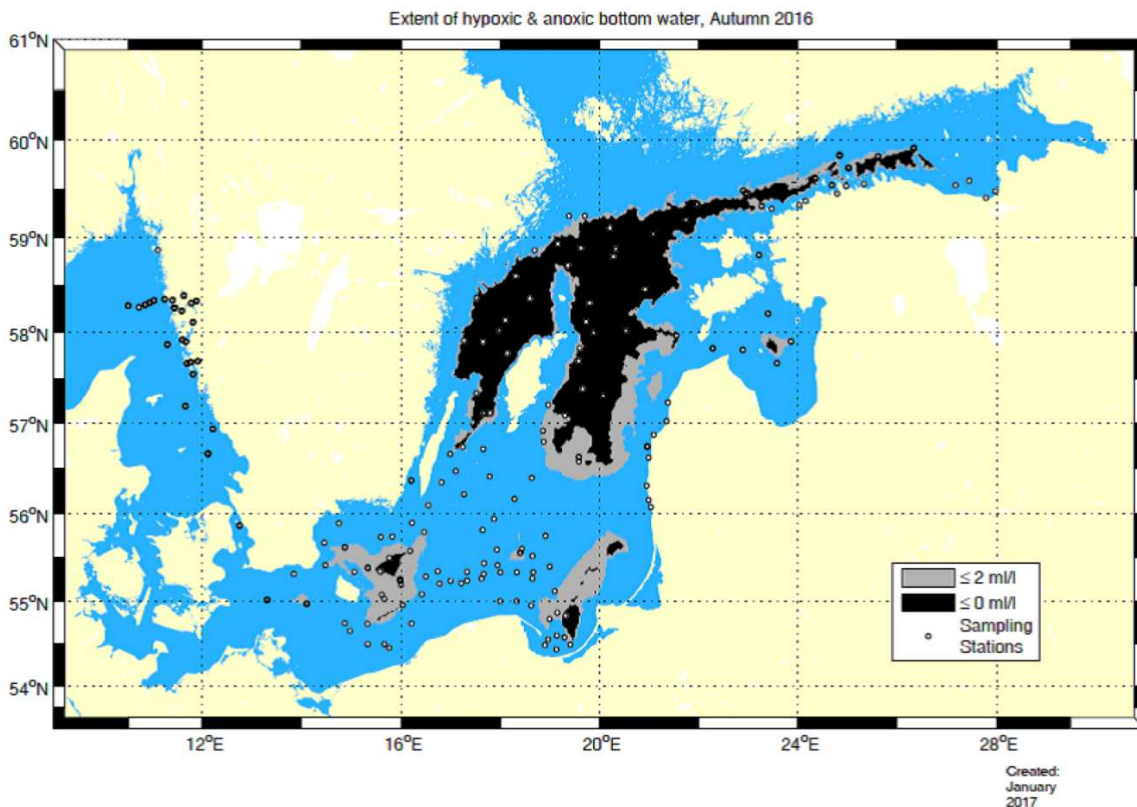 Extent of hypoxic & anoxic bottom water, Autumn 2016
61°N
60°N
59°N
58°N
57°N
56°N
55°N
54°N
≤ 2 ml/l
≤ 0 ml/l
Sampling
Stations
12°E 16°E 20°E 24°E 28°E
Created:
January
2017